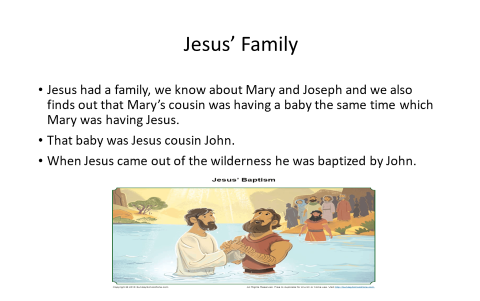 Jesus' Family
• Jesus had a family, we know about Mary and Joseph and we also
finds out that Mary's cousin was having a baby the same time which
Mary was having Jesus.
• That baby was Jesus cousin John.
• When Jesus came out of the wilderness he was baptized by John.
Jesus' Baptism